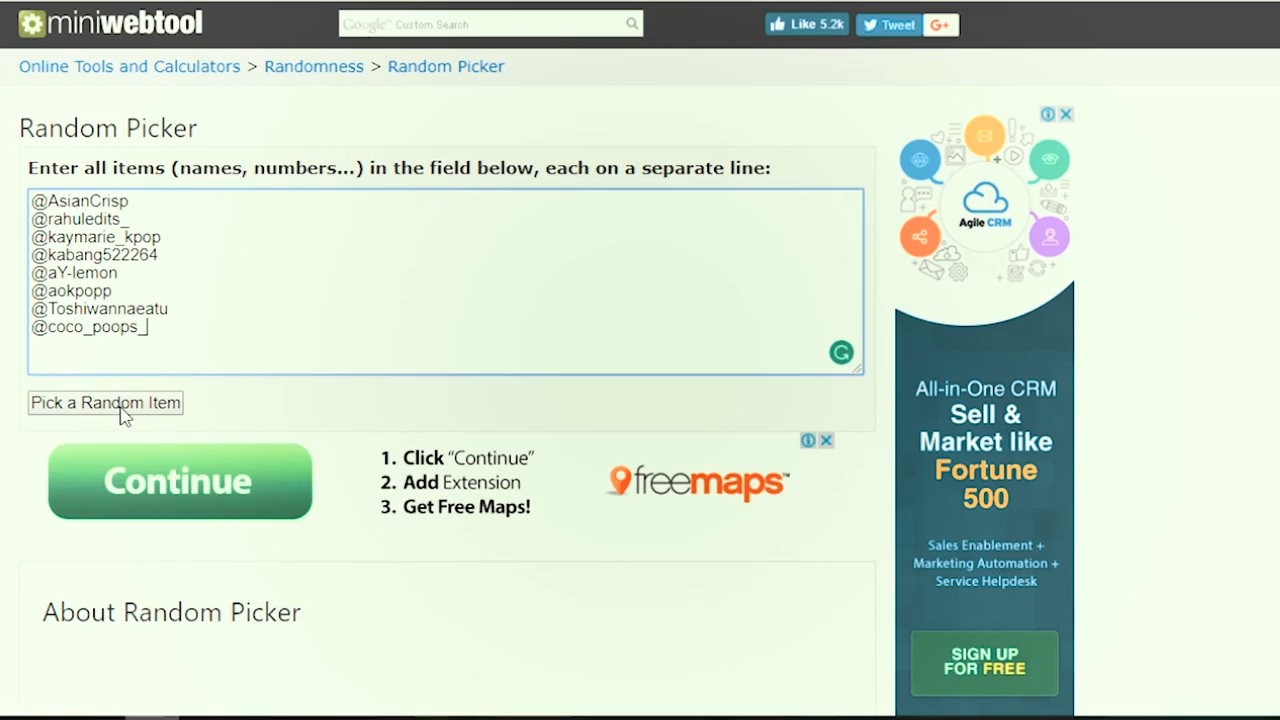 miniwebtool
Google™ Custom Search
Like 5.2k
Tweet
G+
Online Tools and Calculators > Randomness > Random Picker
Random Picker
Enter all items (names, numbers...) in the field below, each on a separate line:
@AsianCrisp
@rahuledits_
@kaymarie_kpop
@kabang522264
@aY-lemon
@aokpopp
@Toshiwannaeatu
@coco_poops_
Pick a Random Item
Continue
1. Click “Continue”
2. Add Extension
3. Get Free Maps!
freemaps™
About Random Picker
Agile CRM
All-in-One CRM
Sell &
Market like
Fortune
500
Sales Enablement +
Marketing Automation +
Service Helpdesk
SIGN UP
FOR FREE